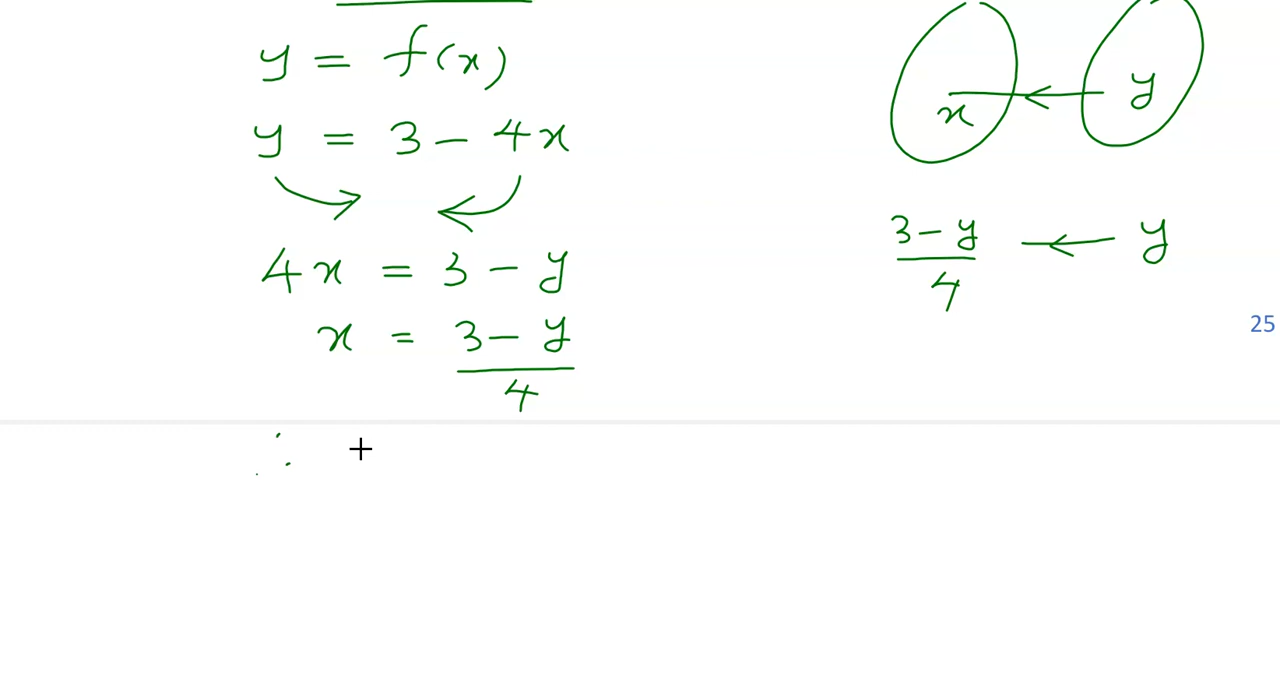 y = f(x)
y = 3 - 4x
4x = 3 - y
x = 3 - y / 4
∴
x ← y
3 - y / 4 ← y
25